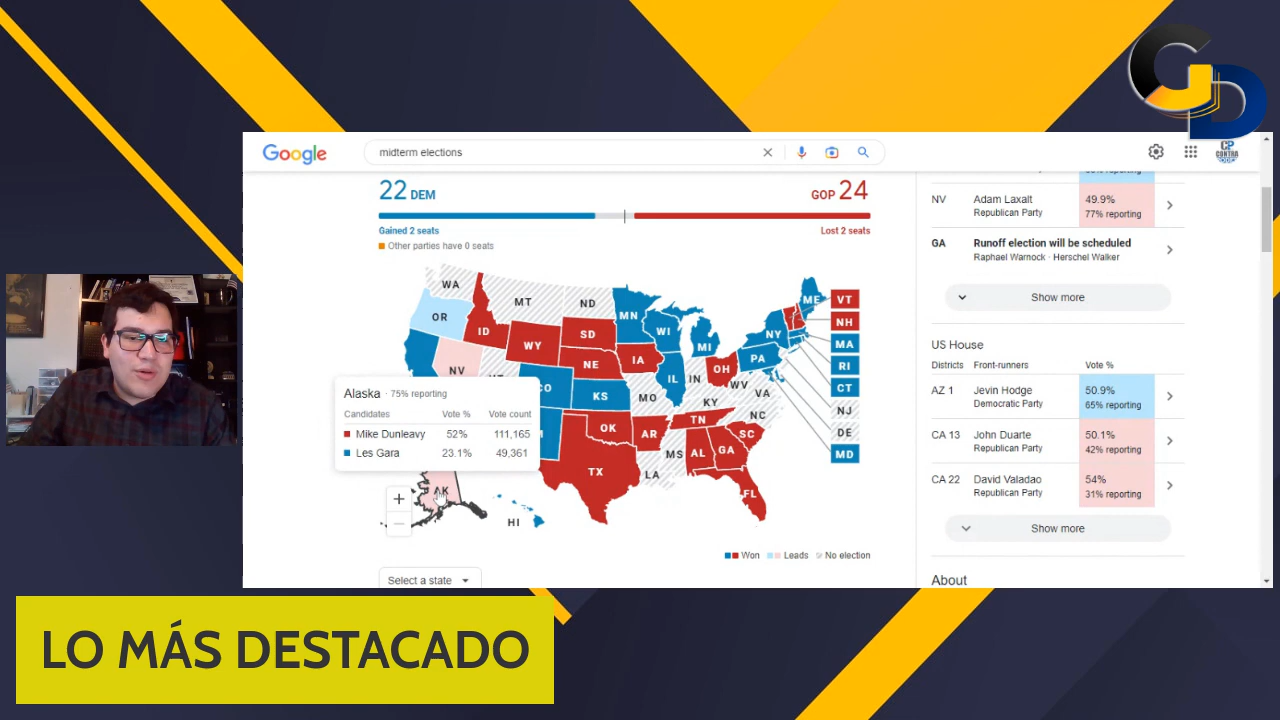 GD
Google
midterm elections
CP
CONTRA
22 DEM
GOP 24
Gained 2 seats
Lost 2 seats
Other parties have 0 seats
WA
MT
ND
MN
OR
ID
WY
SD
WI
MI
NY
ME
VT
NH
MA
RI
CT
NJ
DE
MD
NV
NE
IA
IL
IN
OH
PA
WV
VA
CO
KS
MO
KY
NC
OK
AR
TN
SC
TX
LA
MS
AL
GA
FL
Alaska · 75% reporting
Candidates Vote % Vote count
Mike Dunleavy 52% 111,165
Les Gara 23.1% 49,361
AK
HI
+
−
Won Leads No election
Select a state
NV Adam Laxalt 49.9%
Republican Party 77% reporting
GA Runoff election will be scheduled
Raphael Warnock · Herschel Walker
Show more
US House
Districts Front-runners Vote %
AZ 1 Jevin Hodge 50.9%
Democratic Party 65% reporting
CA 13 John Duarte 50.1%
Republican Party 42% reporting
CA 22 David Valadao 54%
Republican Party 31% reporting
Show more
About
LO MÁS DESTACADO